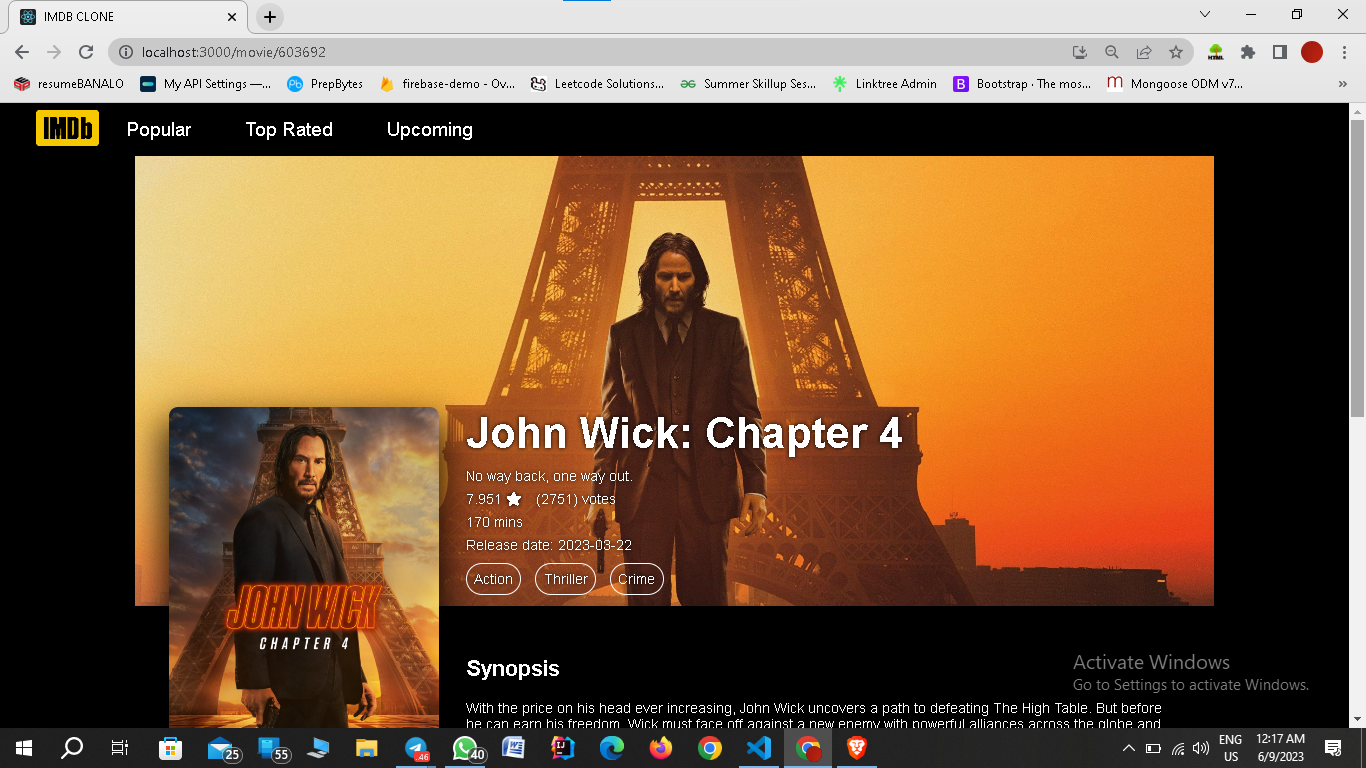 IMDB CLONE
localhost:3000/movie/603692
resumeBANALO
My API Settings —...
PrepBytes
firebase-demo - Ov...
Leetcode Solutions...
Summer Skillup Ses...
Linktree Admin
Bootstrap · The mos...
Mongoose ODM v7...
IMDb
Popular
Top Rated
Upcoming
John Wick: Chapter 4
No way back, one way out.
7.951 (2751) votes
170 mins
Release date: 2023-03-22
Action
Thriller
Crime
JOHN WICK
CHAPTER 4
Synopsis
With the price on his head ever increasing, John Wick uncovers a path to defeating The High Table. But before
he can earn his freedom, Wick must face off against a new enemy with powerful alliances across the globe and
Activate Windows
Go to Settings to activate Windows.
25
55
.46
40
ENG
US
12:17 AM
6/9/2023